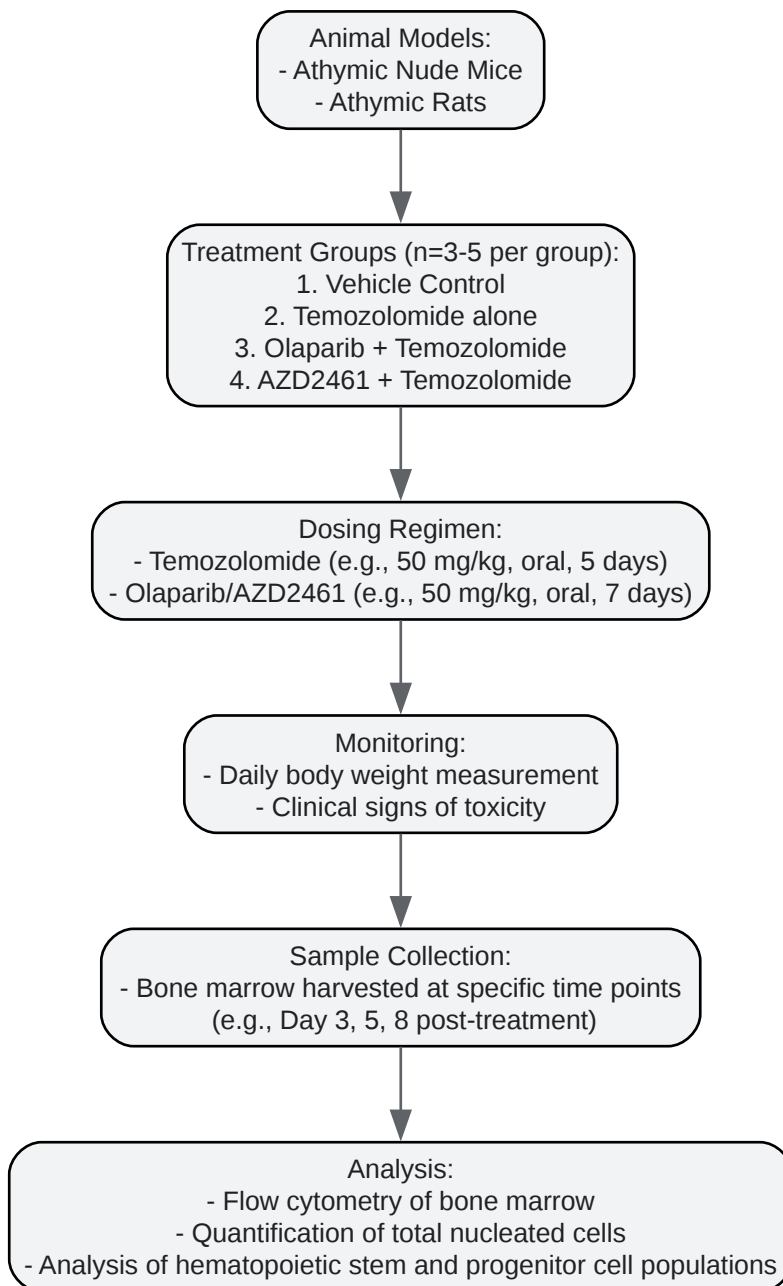 Animal Models:
- Athymic Nude Mice
- Athymic Rats
Treatment Groups (n=3-5 per group):
1. Vehicle Control
2. Temozolomide alone
3. Olaparib + Temozolomide
4. AZD2461 + Temozolomide
Dosing Regimen:
- Temozolomide (e.g., 50 mg/kg, oral, 5 days)
- Olaparib/AZD2461 (e.g., 50 mg/kg, oral, 7 days)
Monitoring:
- Daily body weight measurement
- Clinical signs of toxicity
Sample Collection:
- Bone marrow harvested at specific time points
(e.g., Day 3, 5, 8 post-treatment)
Analysis:
- Flow cytometry of bone marrow
- Quantification of total nucleated cells
- Analysis of hematopoietic stem and progenitor cell populations